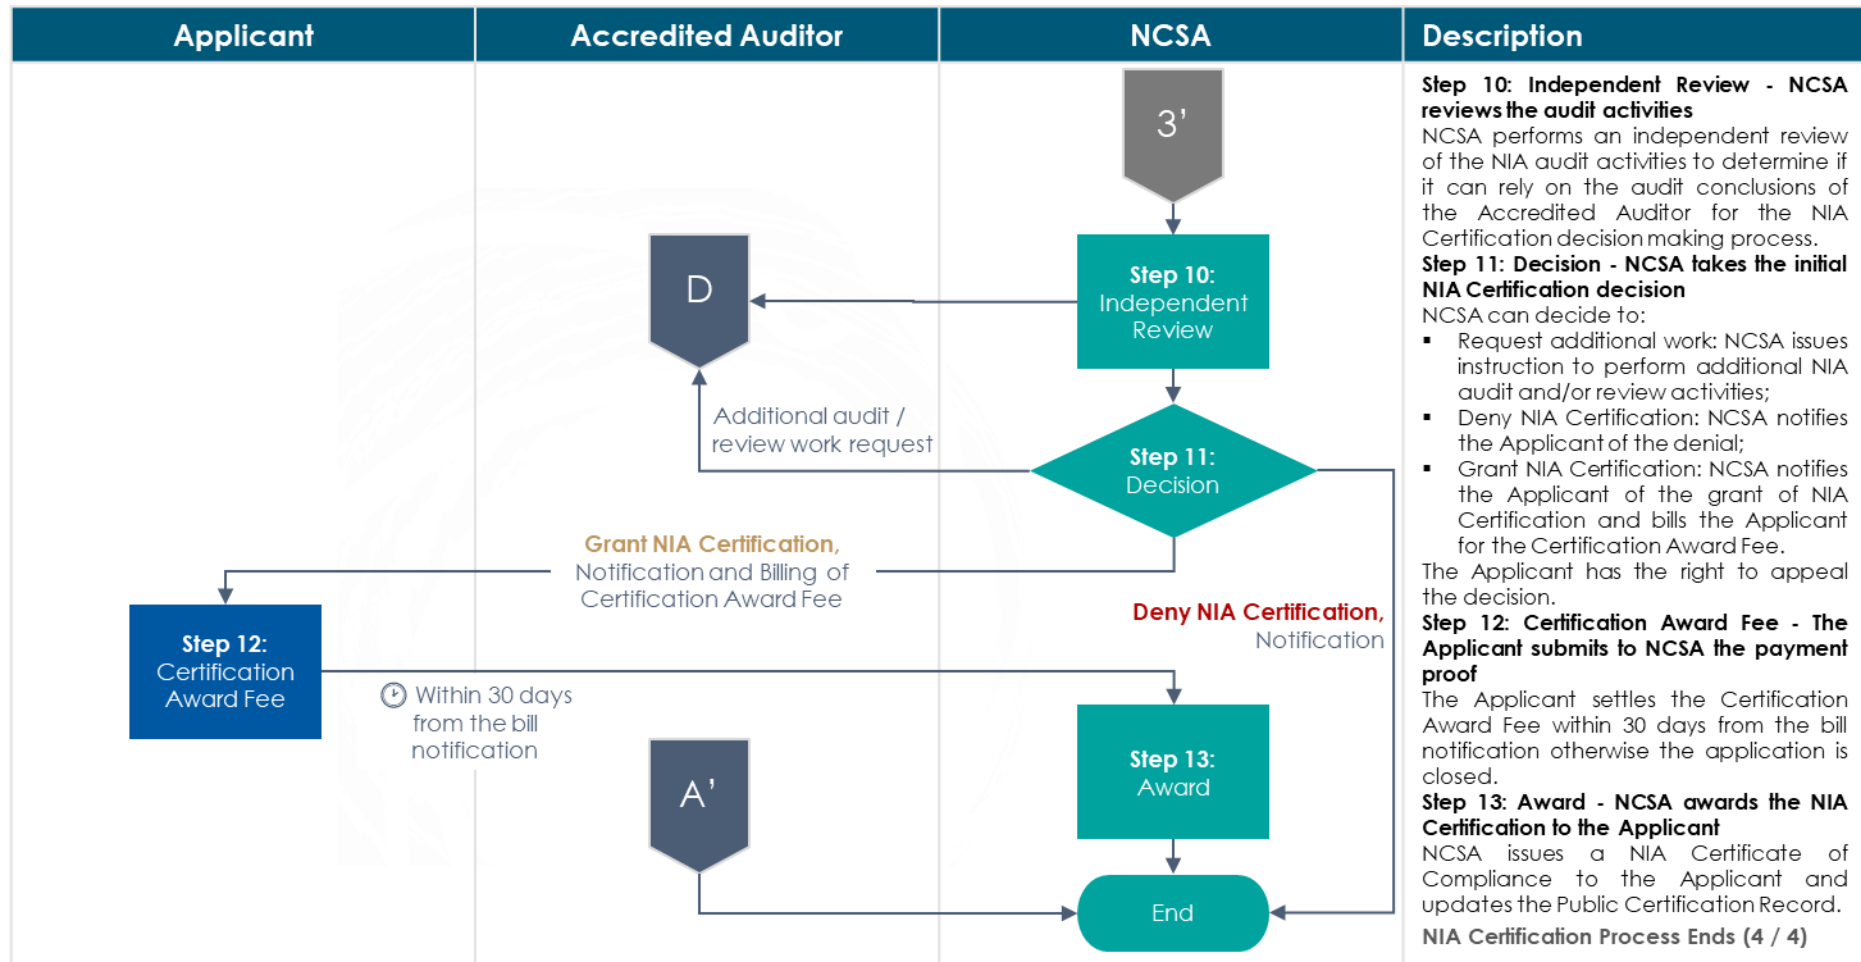 Applicant
Accredited Auditor
NCSA
Description
3’
Step 10:
Independent
Review
D
Additional audit /
review work request
Step 11:
Decision
Grant NIA Certification,
Notification and Billing of
Certification Award Fee
Deny NIA Certification,
Notification
Step 12:
Certification
Award Fee
Within 30 days
from the bill
notification
A’
Step 13:
Award
End
Step 10: Independent Review - NCSA
reviews the audit activities
NCSA performs an independent review
of the NIA audit activities to determine if
it can rely on the audit conclusions of
the Accredited Auditor for the NIA
Certification decision making process.
Step 11: Decision - NCSA takes the initial
NIA Certification decision
NCSA can decide to:
▪ Request additional work: NCSA issues
instruction to perform additional NIA
audit and/or review activities;
▪ Deny NIA Certification: NCSA notifies
the Applicant of the denial;
▪ Grant NIA Certification: NCSA notifies
the Applicant of the grant of NIA
Certification and bills the Applicant
for the Certification Award Fee.
The Applicant has the right to appeal
the decision.
Step 12: Certification Award Fee - The
Applicant submits to NCSA the payment
proof
The Applicant settles the Certification
Award Fee within 30 days from the bill
notification otherwise the application is
closed.
Step 13: Award - NCSA awards the NIA
Certification to the Applicant
NCSA issues a NIA Certificate of
Compliance to the Applicant and
updates the Public Certification Record.
NIA Certification Process Ends (4 / 4)